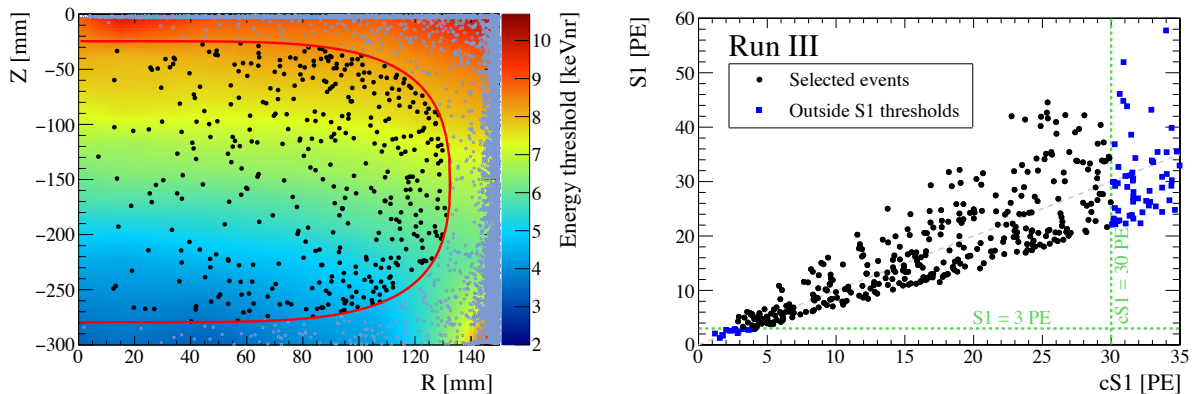 Z [mm]
0
−50
−100
−150
−200
−250
−300
0 20 40 60 80 100 120 140
R [mm]
10
9
8
7
6
5
4
3
2
Energy threshold [keVnr]
S1 [PE]
60
50
40
30
20
10
0
Run III
Selected events
Outside S1 thresholds
S1 = 3 PE
cS1 = 30 PE
0 5 10 15 20 25 30 35
cS1 [PE]